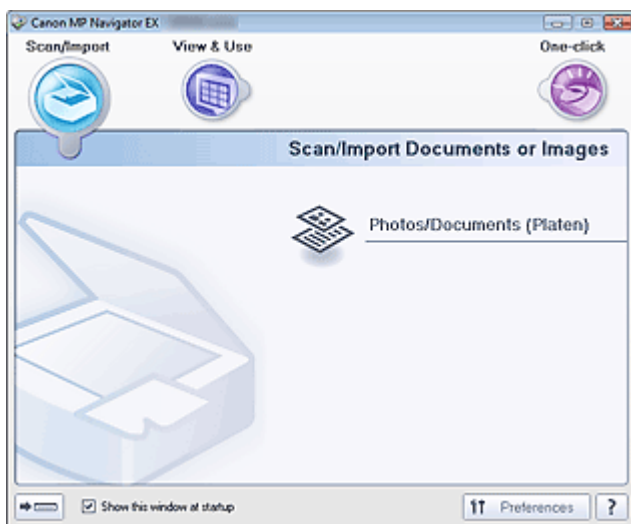 Canon MP Navigator EX
Scan/Import
View & Use
One-click
Scan/Import Documents or Images
Photos/Documents (Platen)
Show this window at startup
Preferences
?